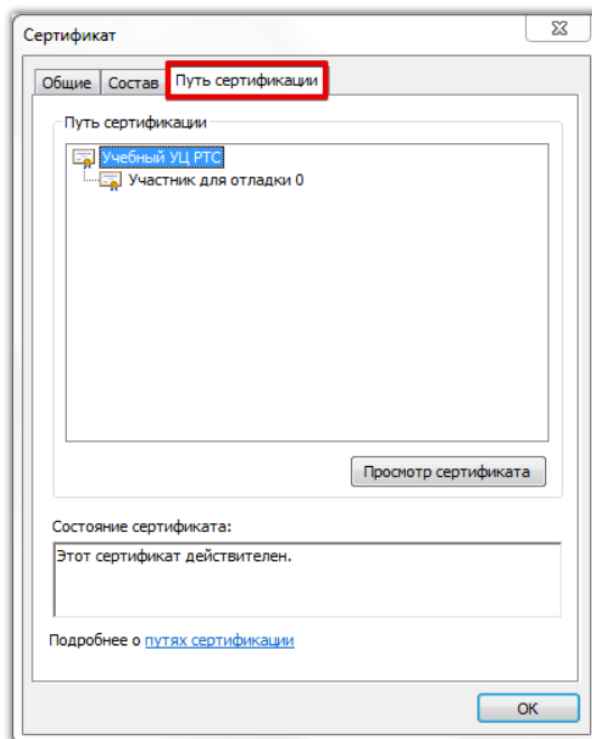 Сертификат
Общие Состав Путь сертификации
Путь сертификации
Учебный УЦ РТС
Участник для отладки 0
Просмотр сертификата
Состояние сертификата:
Этот сертификат действителен.
Подробнее о путях сертификации
ОК